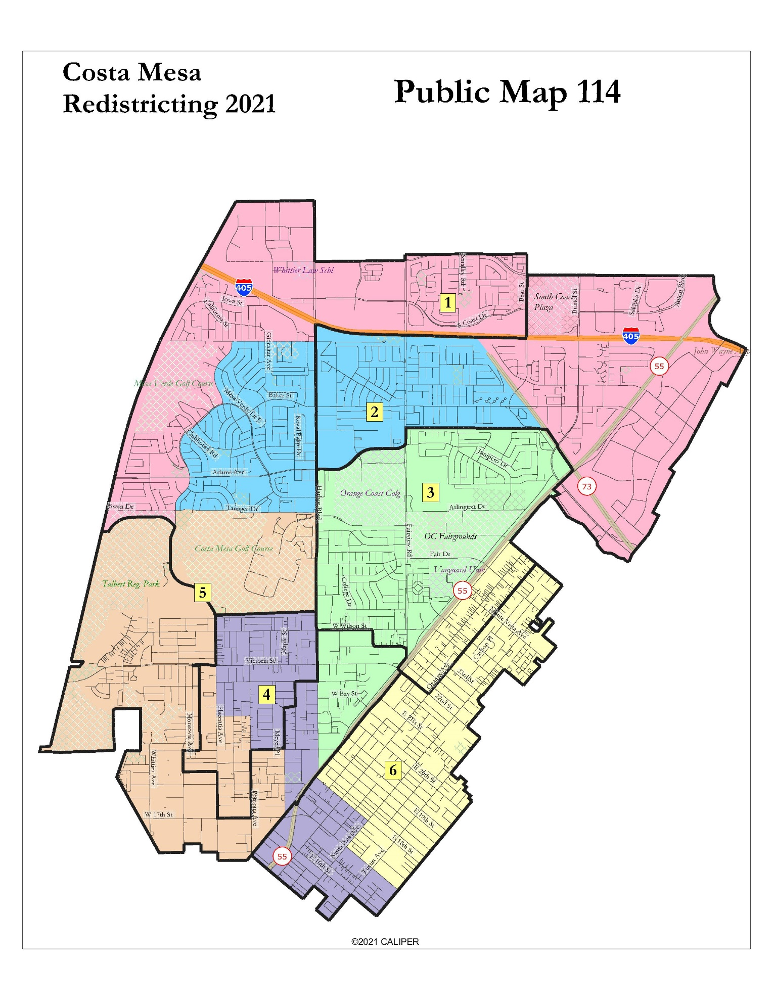 Costa Mesa
Redistricting 2021
Public Map 114
Whittier Law Schl
405
Iowa St
California St
Smalley Rd
1
S Coast Dr
Bear St
South Coast
Plaza
Bristol St
Sakioka Dr
Anton Blvd
405
John Wayne Airp
55
Gibraltar Ave
Mesa Verde Golf Course
Mesa Verde Dr E
Baker St
2
Royal Palm Dr
Clubhouse Rd
Adams Ave
Junipero Dr
Harbor Blvd
Orange Coast Colg
3
73
Swan Dr
Tanager Dr
Arlington Dr
Fairview Rd
OC Fairgrounds
Costa Mesa Golf Course
Fair Dr
Vanguard Univ.
Talbert Reg. Park
5
College Dr
55
Monte Vista Ave
W Wilson St
Maple St
Victoria St
Carlton Pl
Orange Ave
23rd St
4
W Bay St
22nd St
Placentia Ave
Monrovia Ave
E 21st St
Meyer Pl
Whittier Ave
6
E 20th St
Pomona Ave
W 17th St
E 19th St
Santa Ana Ave
E 18th St
55
E 16th St
Tustin Ave
©2021 CALIPER